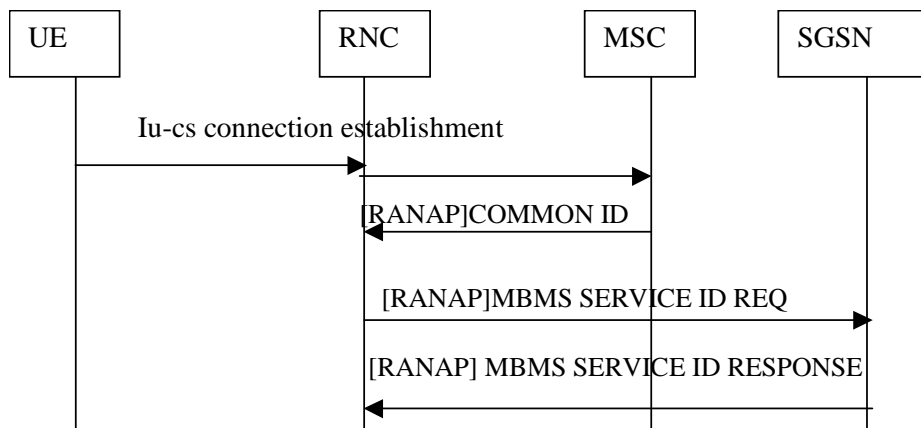 UE
RNC
MSC
SGSN
Iu-cs connection establishment
[RANAP]COMMON ID
[RANAP]MBMS SERVICE ID REQ
[RANAP] MBMS SERVICE ID RESPONSE